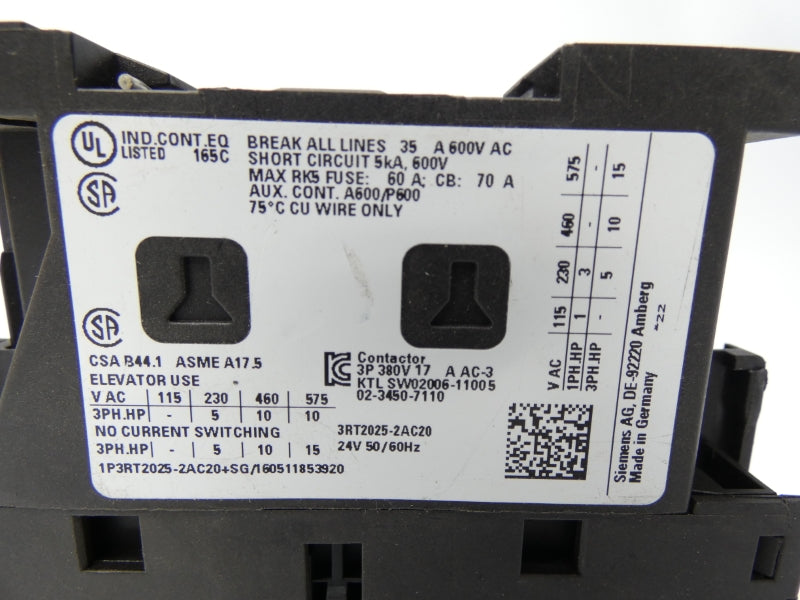 UL IND.CONT.EQ
LISTED 165C
BREAK ALL LINES 35 A 600V AC
SHORT CIRCUIT 5kA, 600V
MAX RK5 FUSE: 60 A; CB: 70 A
AUX. CONT. A600/P600
75°C CU WIRE ONLY
SA
SA
CSA B44.1 ASME A17.5
ELEVATOR USE
V AC | 115 | 230 | 460 | 575
3PH.HP | - | 5 | 10 | 10
NO CURRENT SWITCHING
3PH.HP | - | 5 | 10 | 15
1P3RT2025-2AC20+SG/160511853920
Contactor
3P 380V 17 A AC-3
KTL SW02006-11005
02-3450-7110
3RT2025-2AC20
24V 50/60Hz
V AC | 115 | 230 | 460 | 575
1PH.HP | 1 | 3 | - | -
3PH.HP | - | 5 | 10 | 15
Siemens AG, DE-92220 Amberg
Made in Germany